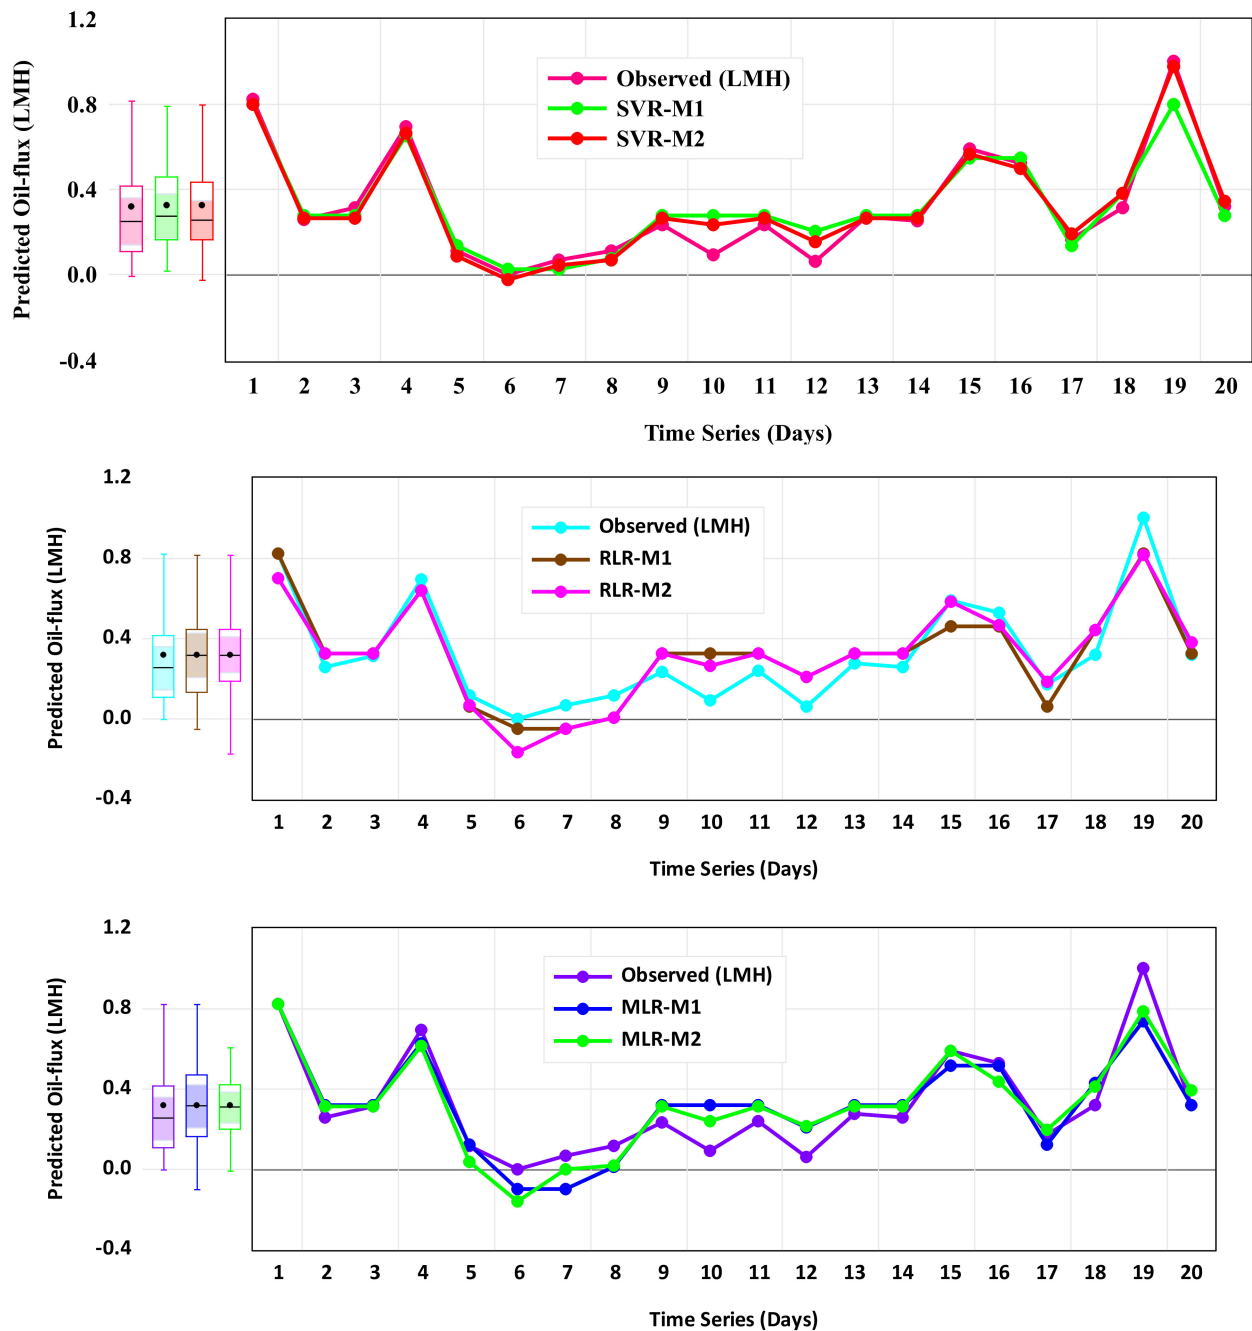 1.2
0.8
0.4
0.0
-0.4
Predicted Oil-flux (LMH)
Observed (LMH)
SVR-M1
SVR-M2
1 2 3 4 5 6 7 8 9 10 11 12 13 14 15 16 17 18 19 20
Time Series (Days)
1.2
0.8
0.4
0.0
-0.4
Predicted Oil-flux (LMH)
Observed (LMH)
RLR-M1
RLR-M2
1 2 3 4 5 6 7 8 9 10 11 12 13 14 15 16 17 18 19 20
Time Series (Days)
1.2
0.8
0.4
0.0
-0.4
Predicted Oil-flux (LMH)
Observed (LMH)
MLR-M1
MLR-M2
1 2 3 4 5 6 7 8 9 10 11 12 13 14 15 16 17 18 19 20
Time Series (Days)